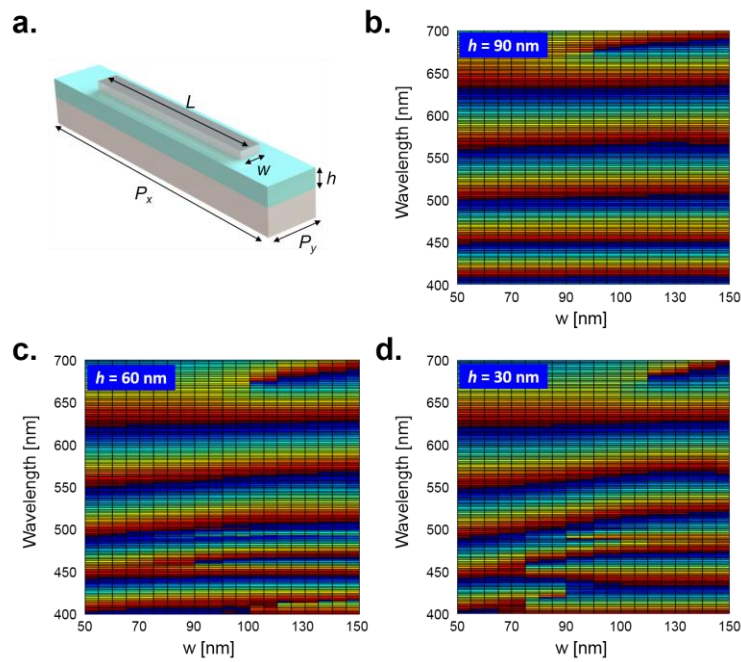 a.
L
w
h
Px
Py
b.
h = 90 nm
Wavelength [nm]
700
650
600
550
500
450
400
50 70 90 100 130 150
w [nm]
c.
h = 60 nm
Wavelength [nm]
700
650
600
550
500
450
400
50 70 90 100 130 150
w [nm]
d.
h = 30 nm
Wavelength [nm]
700
650
600
550
500
450
400
50 70 90 100 130 150
w [nm]